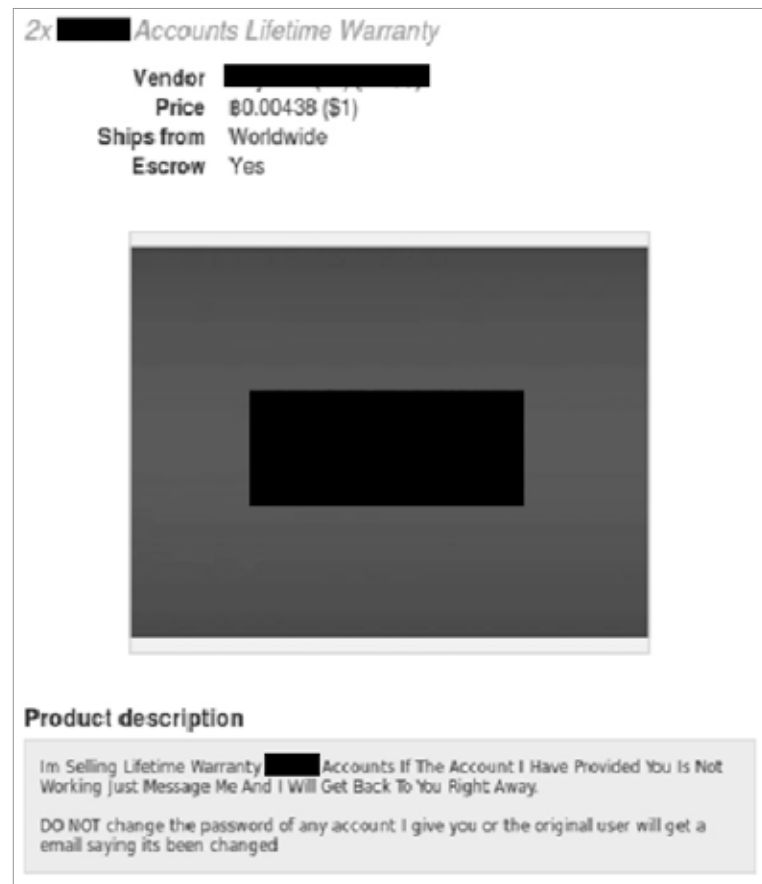 2x Accounts Lifetime Warranty
Vendor
Price ฿0.00438 ($1)
Ships from Worldwide
Escrow Yes
Product description
Im Selling Lifetime Warranty Accounts If The Account I Have Provided You Is Not
Working Just Message Me And I Will Get Back To You Right Away.
DO NOT change the password of any account I give you or the original user will get a
email saying its been changed